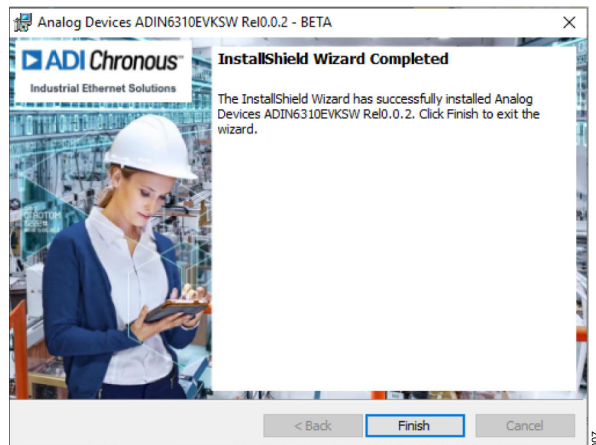 Analog Devices ADIN6310EVKSW Rel0.0.2 - BETA
ADI Chronous™
Industrial Ethernet Solutions
InstallShield Wizard Completed
The InstallShield Wizard has successfully installed Analog
Devices ADIN6310EVKSW Rel0.0.2. Click Finish to exit the
wizard.
< Back
Finish
Cancel